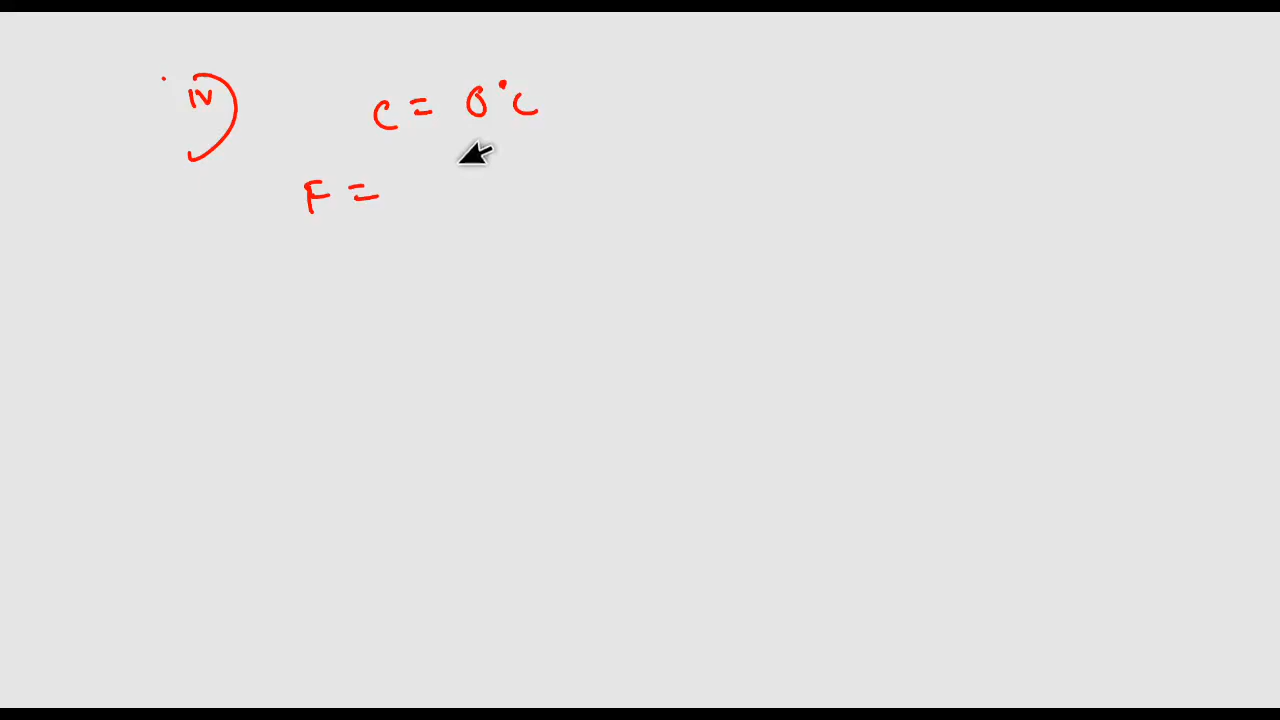 iv) C = 0°C
F =